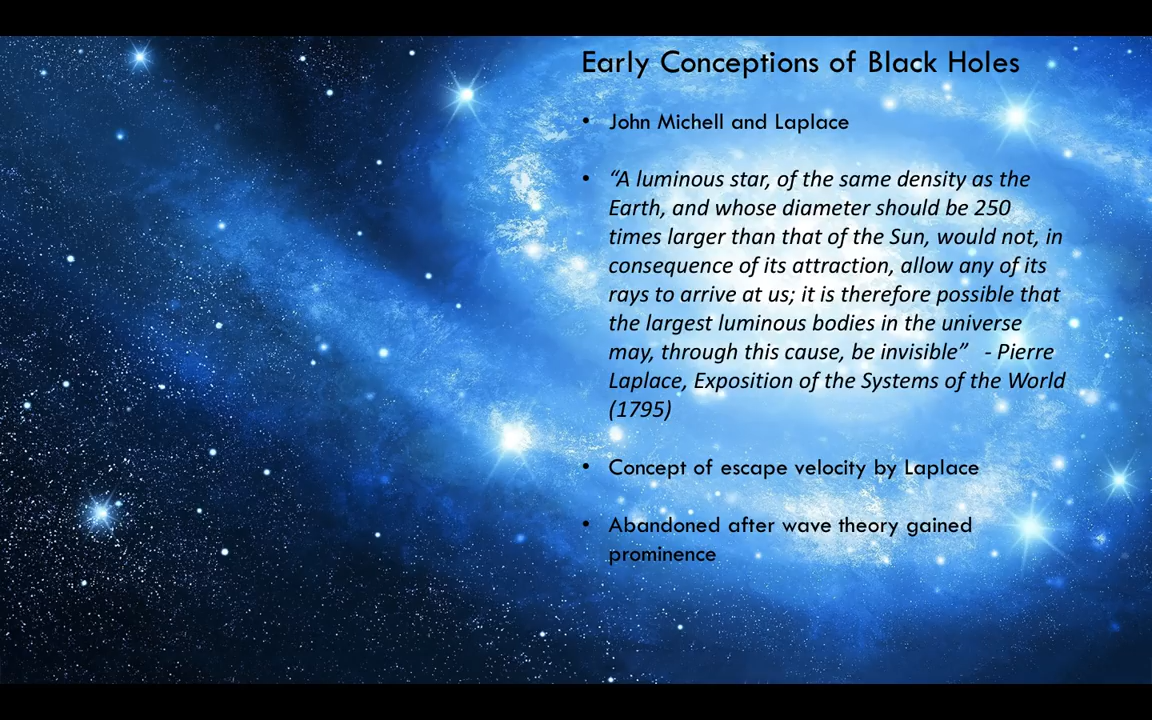 Early Conceptions of Black Holes
• John Michell and Laplace
• “A luminous star, of the same density as the
Earth, and whose diameter should be 250
times larger than that of the Sun, would not, in
consequence of its attraction, allow any of its
rays to arrive at us; it is therefore possible that
the largest luminous bodies in the universe
may, through this cause, be invisible” - Pierre
Laplace, Exposition of the Systems of the World
(1795)
• Concept of escape velocity by Laplace
• Abandoned after wave theory gained
prominence